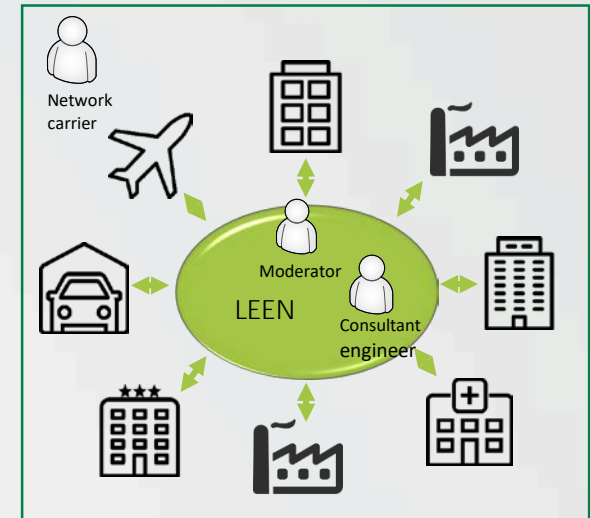 Network
carrier
Moderator
LEEN
Consultant
engineer